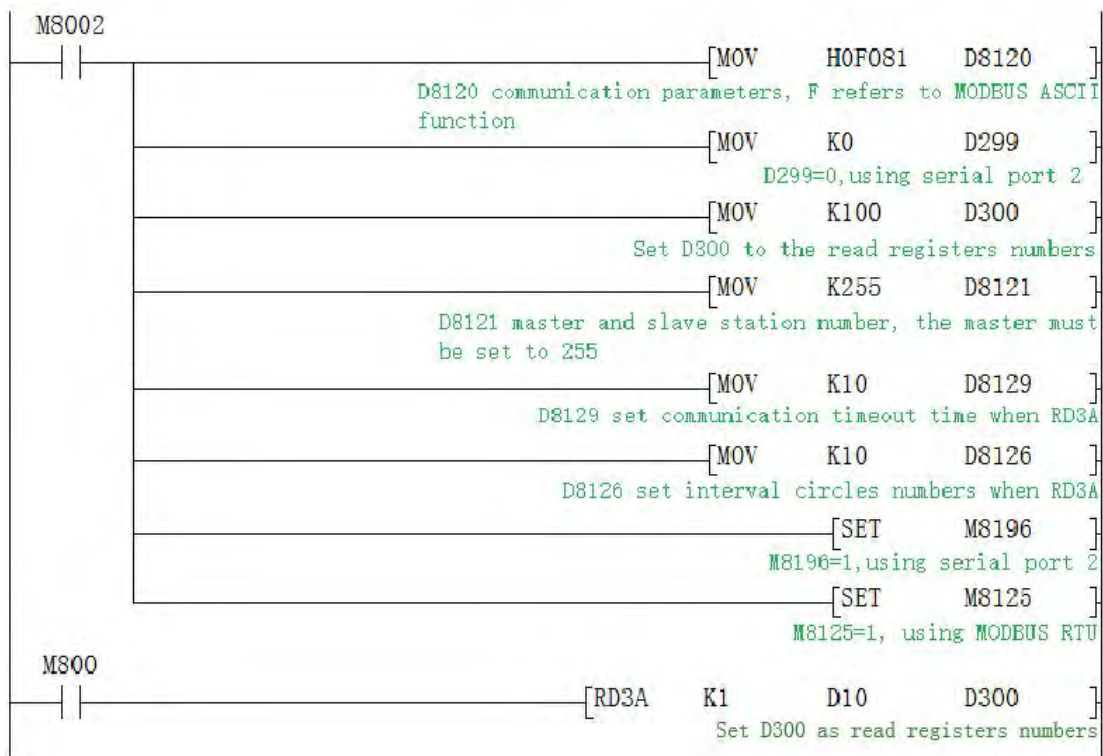 M8002
[MOV H0F081 D8120 ]
D8120 communication parameters, F refers to MODBUS ASCII
function
[MOV K0 D299 ]
D299=0,using serial port 2
[MOV K100 D300 ]
Set D300 to the read registers numbers
[MOV K255 D8121 ]
D8121 master and slave station number, the master must
be set to 255
[MOV K10 D8129 ]
D8129 set communication timeout time when RD3A
[MOV K10 D8126 ]
D8126 set interval circles numbers when RD3A
[SET M8196 ]
M8196=1,using serial port 2
[SET M8125 ]
M8125=1, using MODBUS RTU
M800
[RD3A K1 D10 D300 ]
Set D300 as read registers numbers